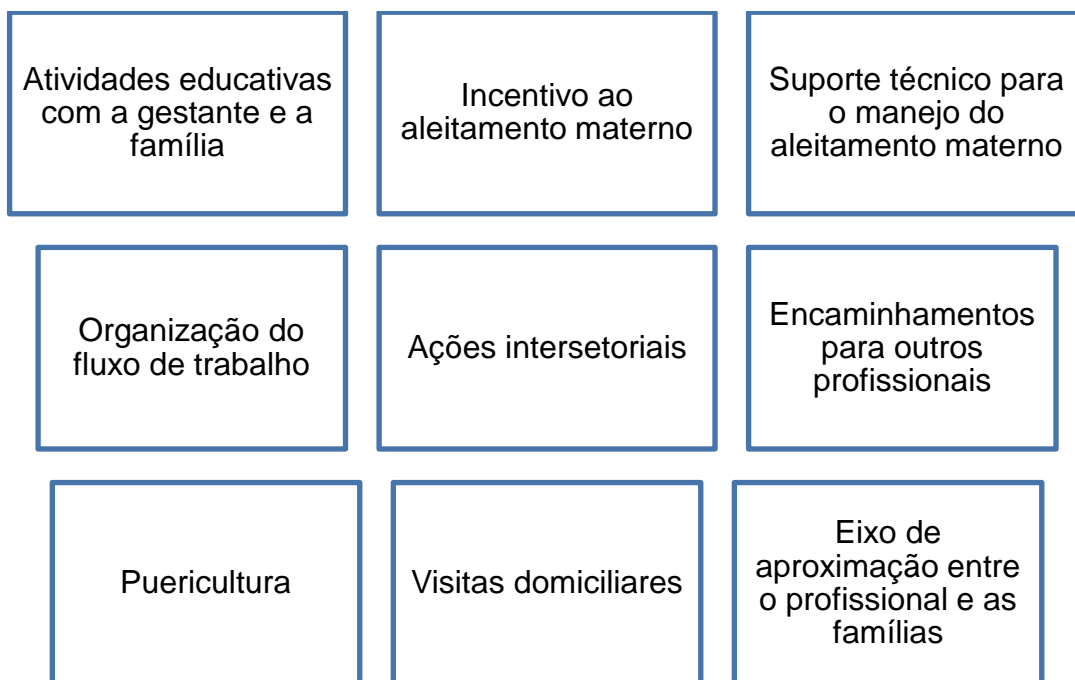 Atividades educativas
com a gestante e a
família
Incentivo ao
aleitamento materno
Suporte técnico para
o manejo do
aleitamento materno
Organização do
fluxo de trabalho
Ações intersetoriais
Encaminhamentos
para outros
profissionais
Puericultura
Visitas domiciliares
Eixo de
aproximação entre
o profissional e as
famílias